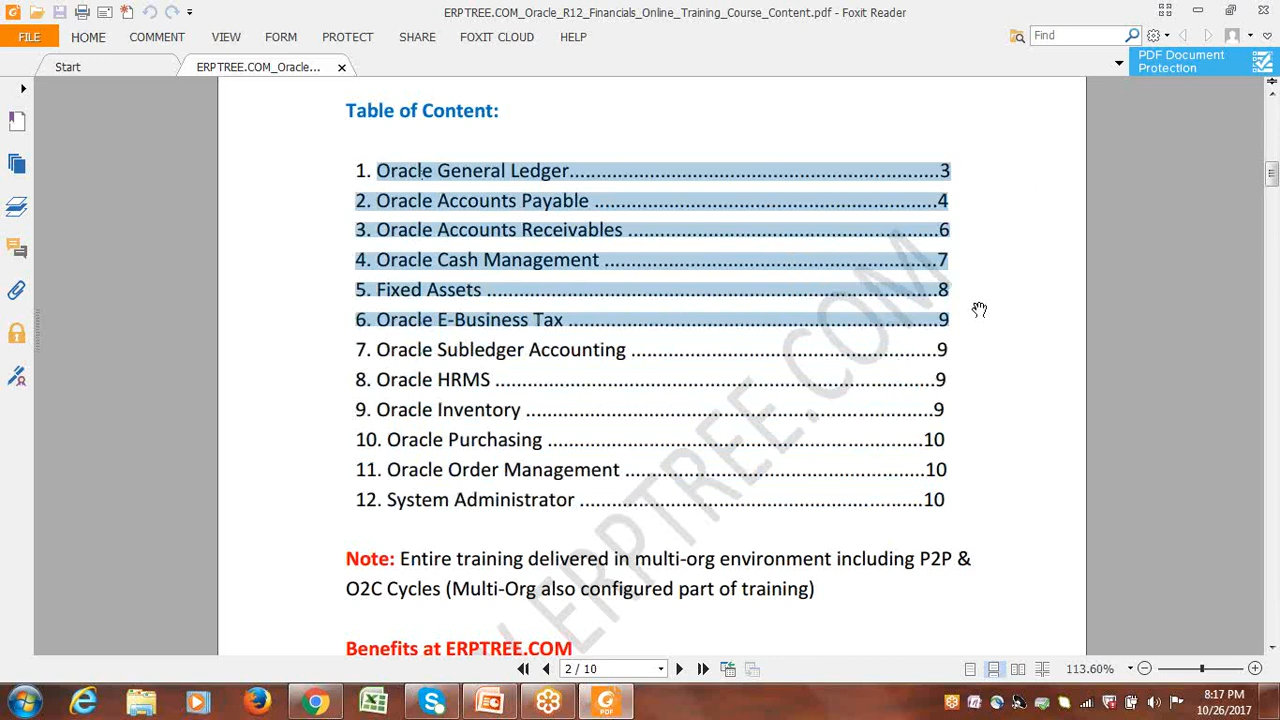 ERPTREE.COM_Oracle_R12_Financials_Online_Training_Course_Content.pdf - Foxit Reader
FILE HOME COMMENT VIEW FORM PROTECT SHARE FOXIT CLOUD HELP
Find
Start
ERPTREE.COM_Oracle...
PDF Document
Protection
Table of Content:
1. Oracle General Ledger......................................................................3
2. Oracle Accounts Payable .................................................................4
3. Oracle Accounts Receivables ...........................................................6
4. Oracle Cash Management ...............................................................7
5. Fixed Assets .....................................................................................8
6. Oracle E-Business Tax ......................................................................9
7. Oracle Subledger Accounting ..........................................................9
8. Oracle HRMS ...................................................................................9
9. Oracle Inventory ..............................................................................9
10. Oracle Purchasing .......................................................................10
11. Oracle Order Management .........................................................10
12. System Administrator .................................................................10
Note: Entire training delivered in multi-org environment including P2P &
O2C Cycles (Multi-Org also configured part of training)
Benefits at ERPTREE.COM
ERPTREE.COM
2 / 10
113.60%
PDF
8:17 PM
10/26/2017